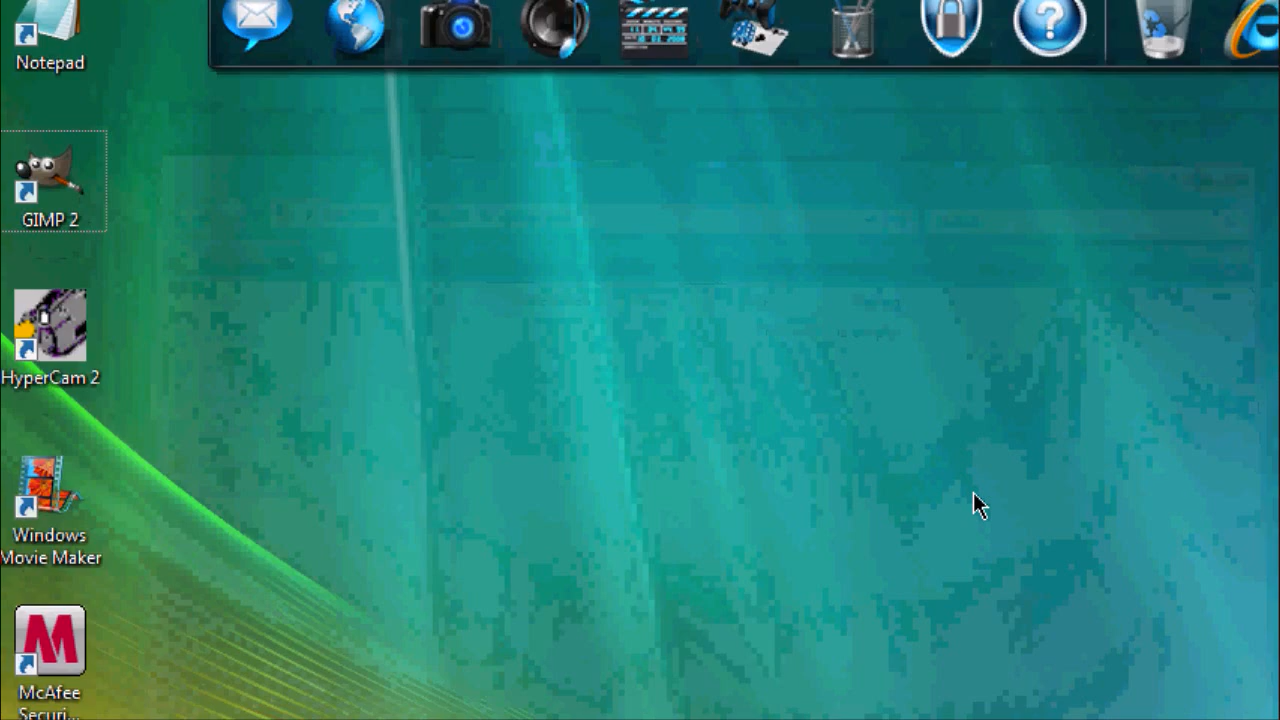 Notepad
GIMP 2
HyperCam 2
Windows
Movie Maker
McAfee
Securi...